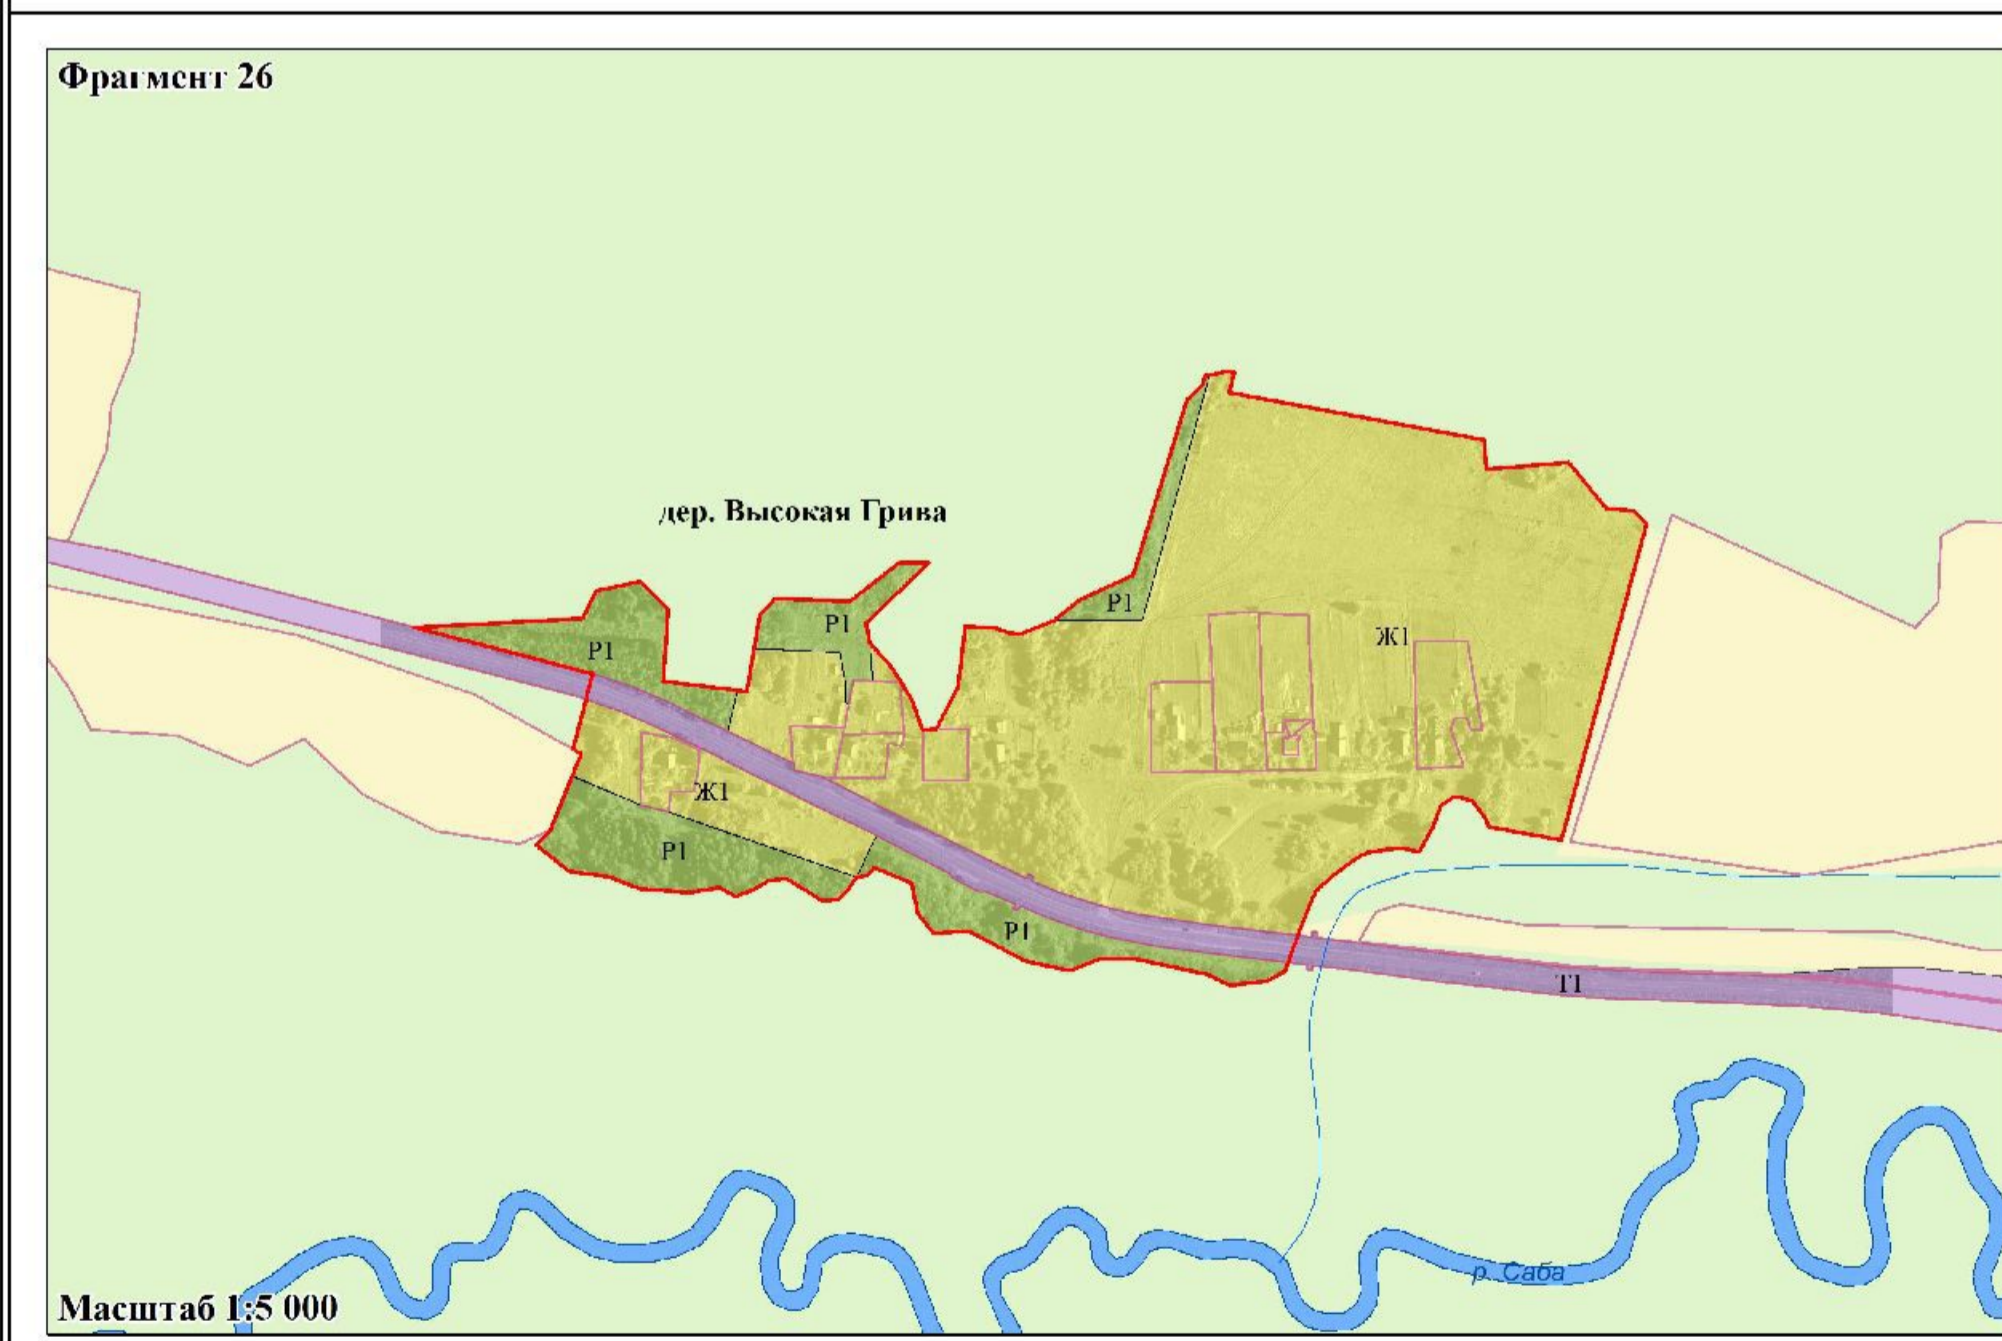 Фрагмент 26
дер. Высокая Грива
Р1
Р1
Р1
Ж1
Ж1
Р1
Р1
Т1
р. Саба
Масштаб 1:5 000